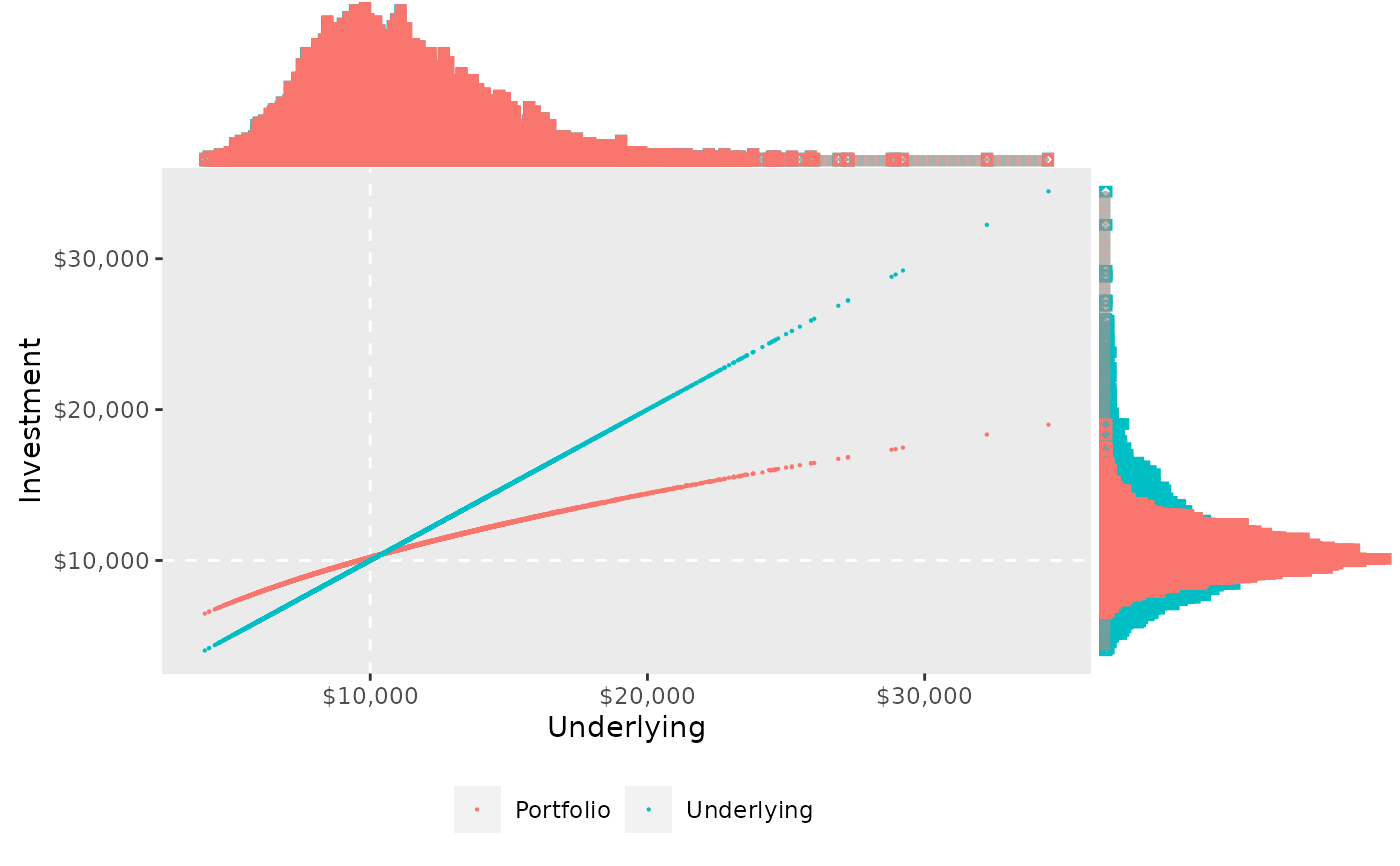 Investment
$30,000
$20,000
$10,000
$10,000 $20,000 $30,000
Underlying
Portfolio Underlying